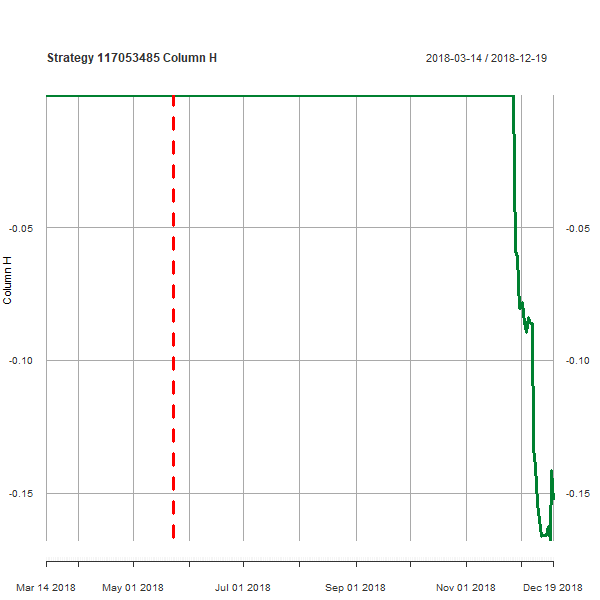 Strategy 117053485 Column H
2018-03-14 / 2018-12-19
Column H
-0.05
-0.05
-0.10
-0.10
-0.15
-0.15
Mar 14 2018
May 01 2018
Jul 01 2018
Sep 01 2018
Nov 01 2018
Dec 19 2018